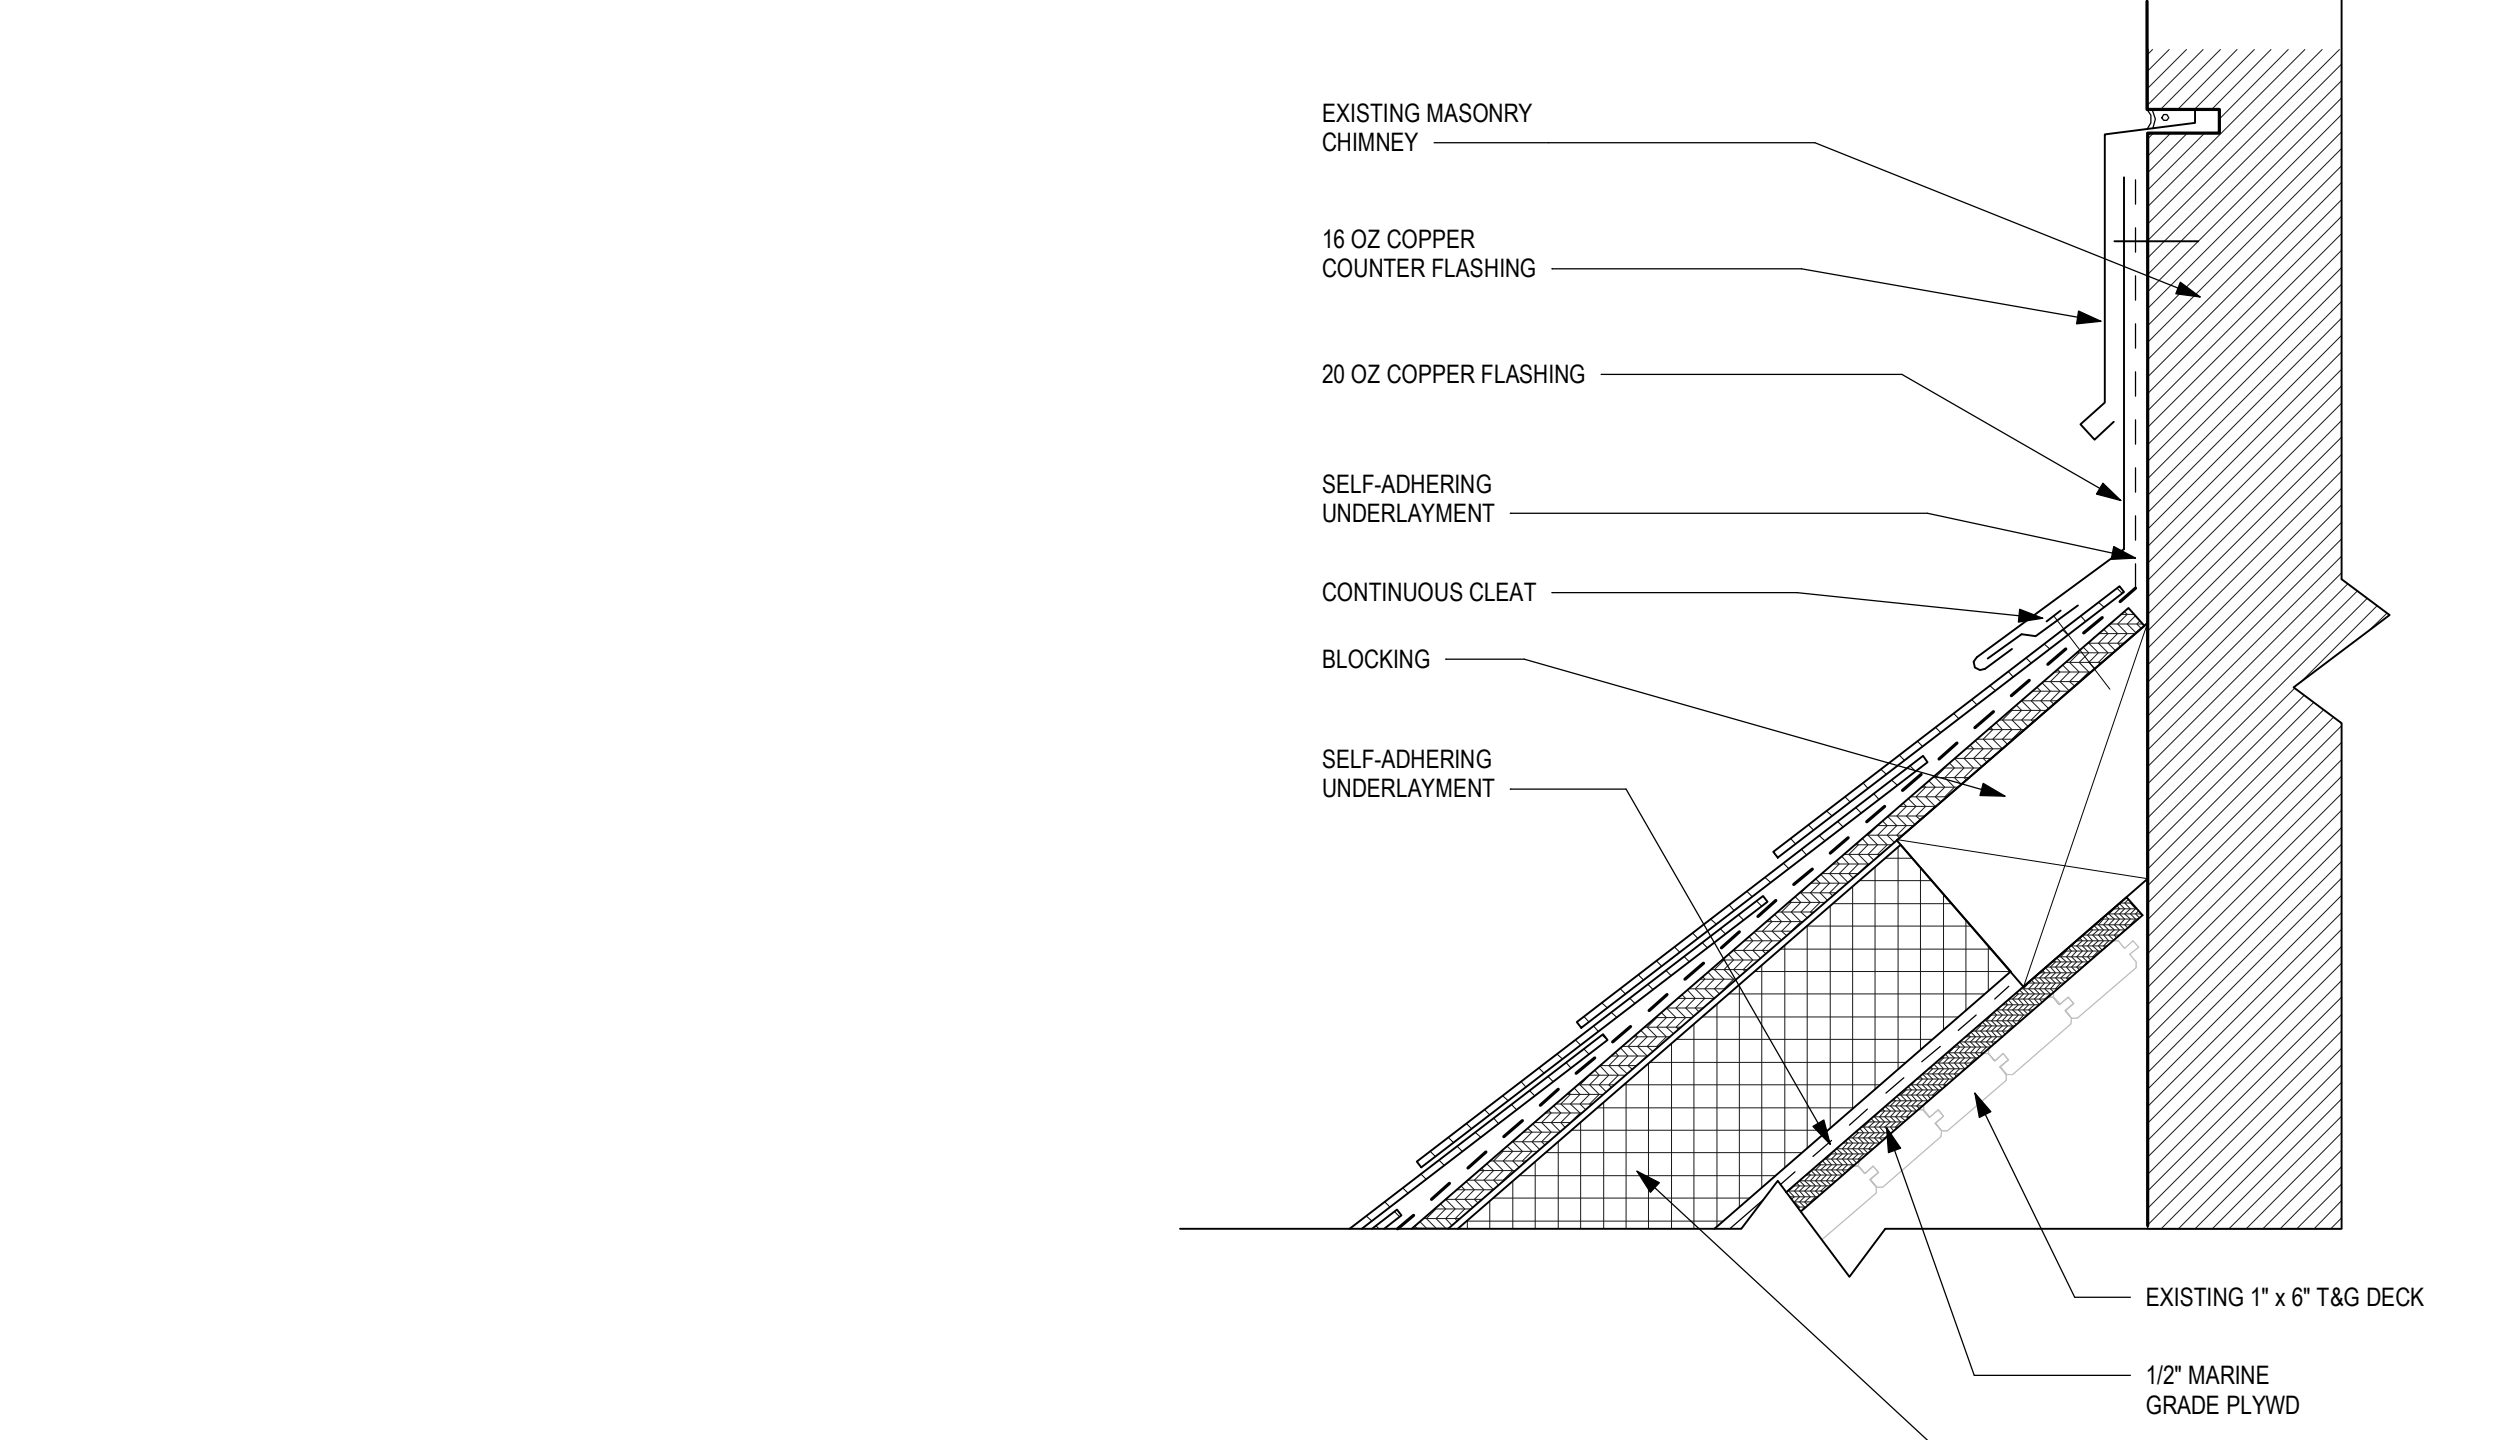 EXISTING MASONRY
CHIMNEY
16 OZ COPPER
COUNTER FLASHING
20 OZ COPPER FLASHING
SELF-ADHERING
UNDERLAYMENT
CONTINUOUS CLEAT
BLOCKING
SELF-ADHERING
UNDERLAYMENT
EXISTING 1" x 6" T&G DECK
1/2" MARINE
GRADE PLYWD